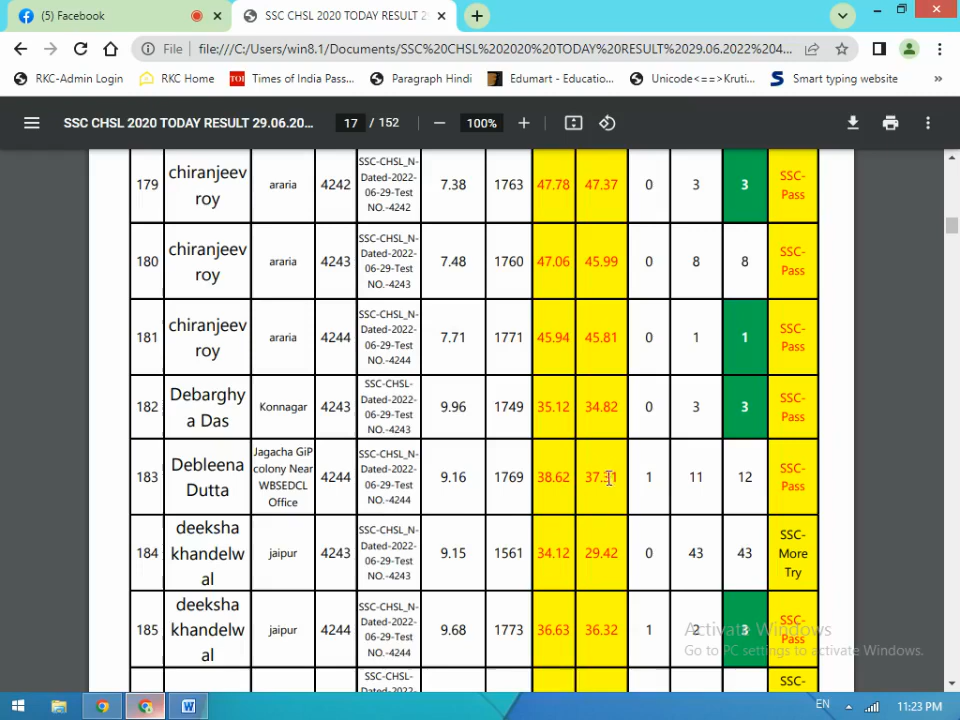 (5) Facebook
SSC CHSL 2020 TODAY RESULT 2
File
file:///C:/Users/win8.1/Documents/SSC%20CHSL%202020%20TODAY%20RESULT%2029.06.2022%204...
RKC-Admin Login
RKC Home
TOI
Times of India Pass...
Paragraph Hindi
Edumart - Educatio...
Unicode<==>Kruti...
Smart typing website
»
SSC CHSL 2020 TODAY RESULT 29.06.20...
17 / 152
100%
179
chiranjeev
roy
araria
4242
SSC-CHSL_N-
Dated-2022-
06-29-Test
NO.-4242
7.38
1763
47.78
47.37
0
3
3
SSC-
Pass
180
chiranjeev
roy
araria
4243
SSC-CHSL_N-
Dated-2022-
06-29-Test
NO.-4243
7.48
1760
47.06
45.99
0
8
8
SSC-
Pass
181
chiranjeev
roy
araria
4244
SSC-CHSL_N-
Dated-2022-
06-29-Test
NO.-4244
7.71
1771
45.94
45.81
0
1
1
SSC-
Pass
182
Debarghy
a Das
Konnagar
4243
SSC-CHSL-
Dated-2022-
06-29-Test
NO.-4243
9.96
1749
35.12
34.82
0
3
3
SSC-
Pass
183
Debleena
Dutta
Jagacha GiP
colony Near
WBSEDCL
Office
4244
SSC-CHSL_N-
Dated-2022-
06-29-Test
NO.-4244
9.16
1769
38.62
37.31
1
11
12
SSC-
Pass
184
deeksha
khandelw
al
jaipur
4243
SSC-CHSL_N-
Dated-2022-
06-29-Test
NO.-4243
9.15
1561
34.12
29.42
0
43
43
SSC-
More
Try
185
deeksha
khandelw
al
jaipur
4244
SSC-CHSL_N-
Dated-2022-
06-29-Test
NO.-4244
9.68
1773
36.63
36.32
1
2
3
SSC-
Pass
SSC-CHSL_N-
SSC-
Activate Windows
Go to PC settings to activate Windows.
EN
11:23 PM